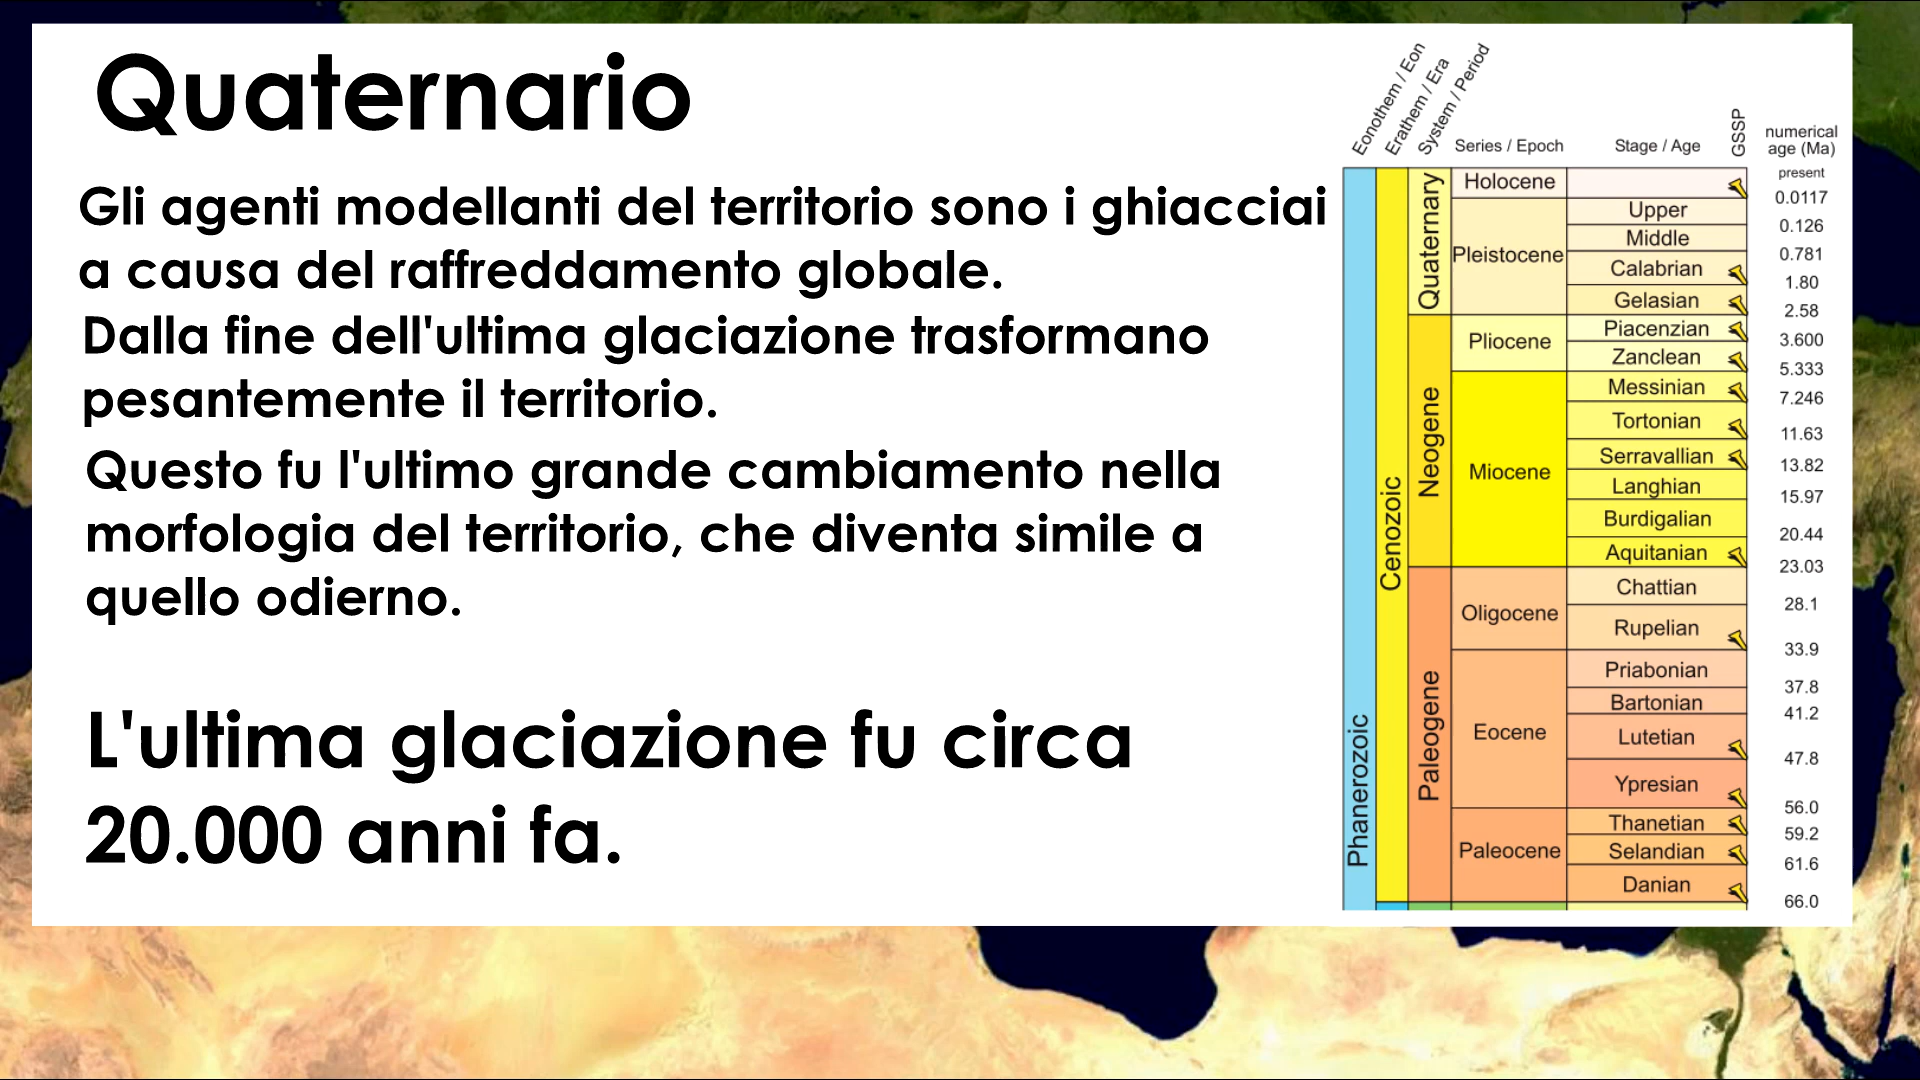 Quaternario
Gli agenti modellanti del territorio sono i ghiacciai
a causa del raffreddamento globale.
Dalla fine dell'ultima glaciazione trasformano
pesantemente il territorio.
Questo fu l'ultimo grande cambiamento nella
morfologia del territorio, che diventa simile a
quello odierno.
L'ultima glaciazione fu circa
20.000 anni fa.
Eonothem / Eon
Erathem / Era
System / Period
Series / Epoch
Stage / Age
GSSP
numerical
age (Ma)
Phanerozoic
Cenozoic
Quaternary
Neogene
Paleogene
Holocene
Pleistocene
Pliocene
Miocene
Oligocene
Eocene
Paleocene
Upper
Middle
Calabrian
Gelasian
Piacenzian
Zanclean
Messinian
Tortonian
Serravallian
Langhian
Burdigalian
Aquitanian
Chattian
Rupelian
Priabonian
Bartonian
Lutetian
Ypresian
Thanetian
Selandian
Danian
present
0.0117
0.126
0.781
1.80
2.58
3.600
5.333
7.246
11.63
13.82
15.97
20.44
23.03
28.1
33.9
37.8
41.2
47.8
56.0
59.2
61.6
66.0